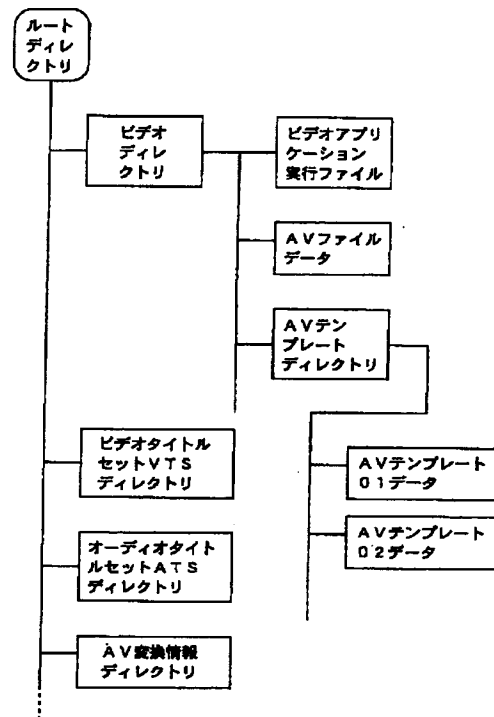 ルート
ディレ
クトリ
ビデオ
ディレ
クトリ
ビデオアプリ
ケーション
実行ファイル
AVファイル
データ
AVテン
プレート
ディレクトリ
ビデオタイトル
セットVTS
ディレクトリ
AVテンプレート
01データ
AVテンプレート
02データ
オーディオタイト
ルセットATS
ディレクトリ
AV変換情報
ディレクトリ